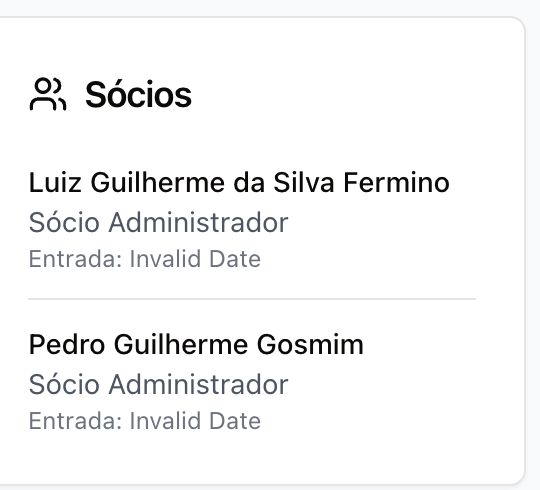 Sócios
Luiz Guilherme da Silva Fermino
Sócio Administrador
Entrada: Invalid Date
Pedro Guilherme Gosmim
Sócio Administrador
Entrada: Invalid Date